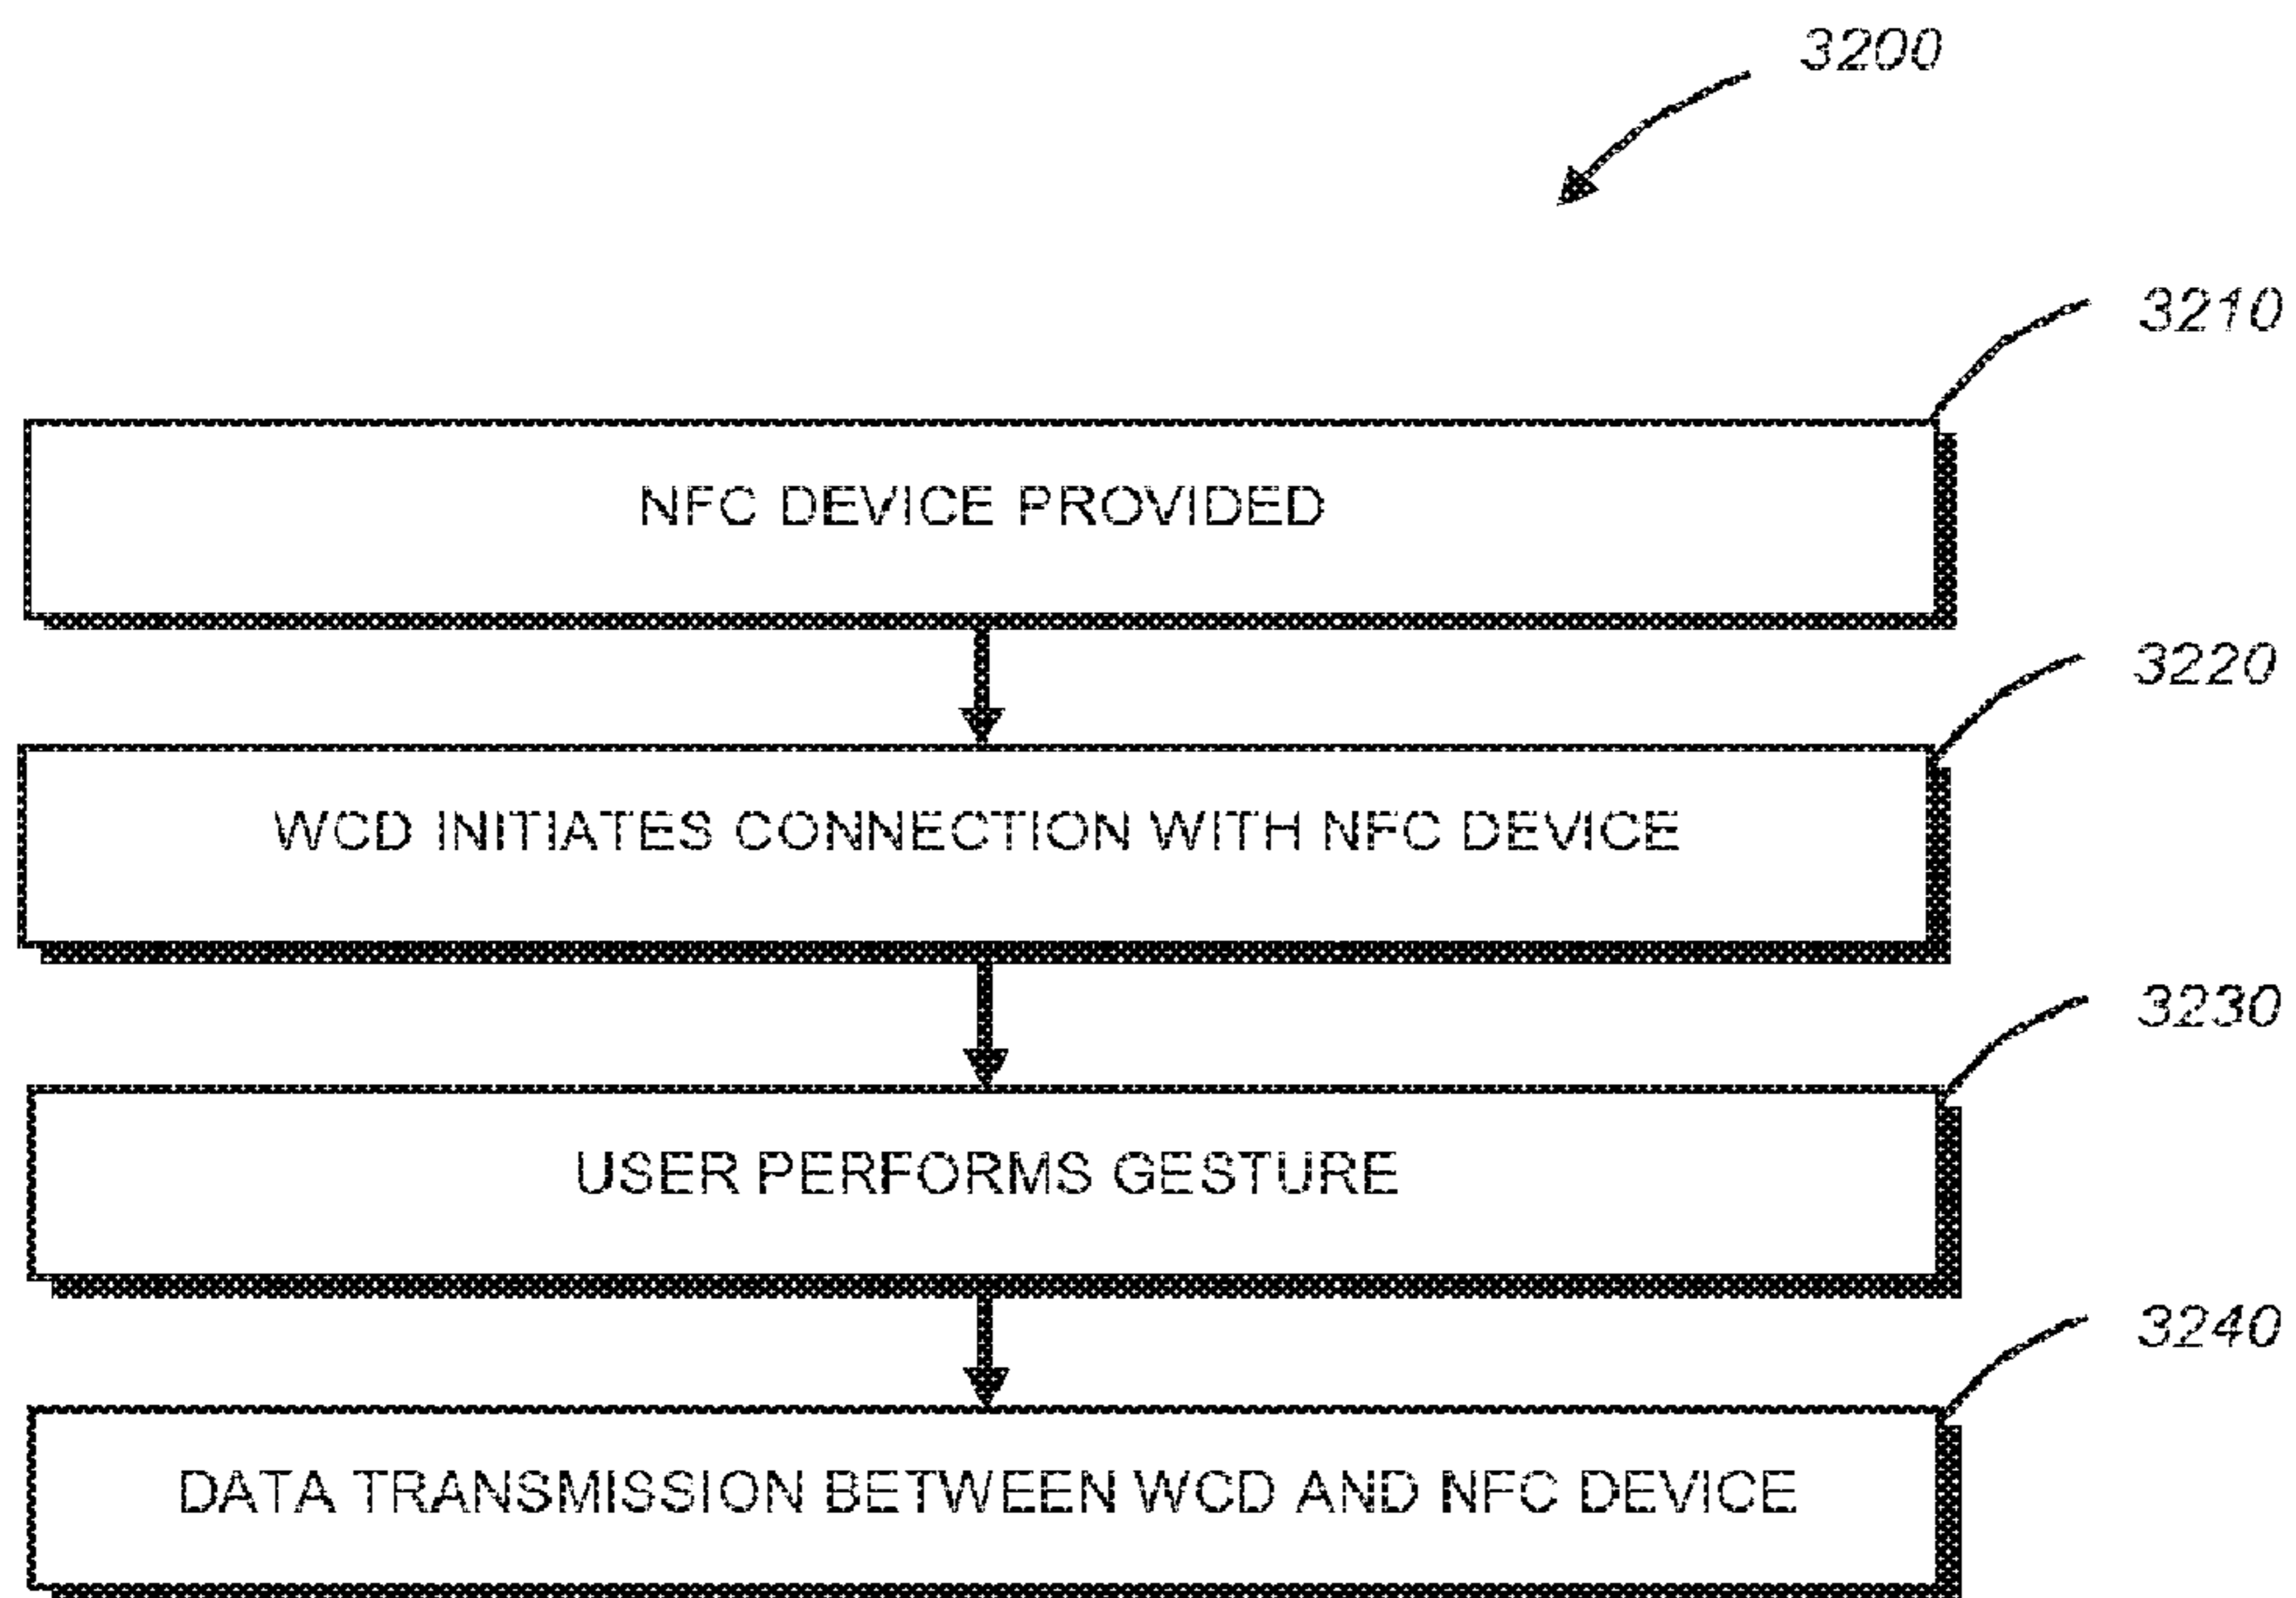 3200
3210
NFC DEVICE PROVIDED
3220
WCD INITIATES CONNECTION WITH NFC DEVICE
3230
USER PERFORMS GESTURE
3240
DATA TRANSMISSION BETWEEN WCD AND NFC DEVICE